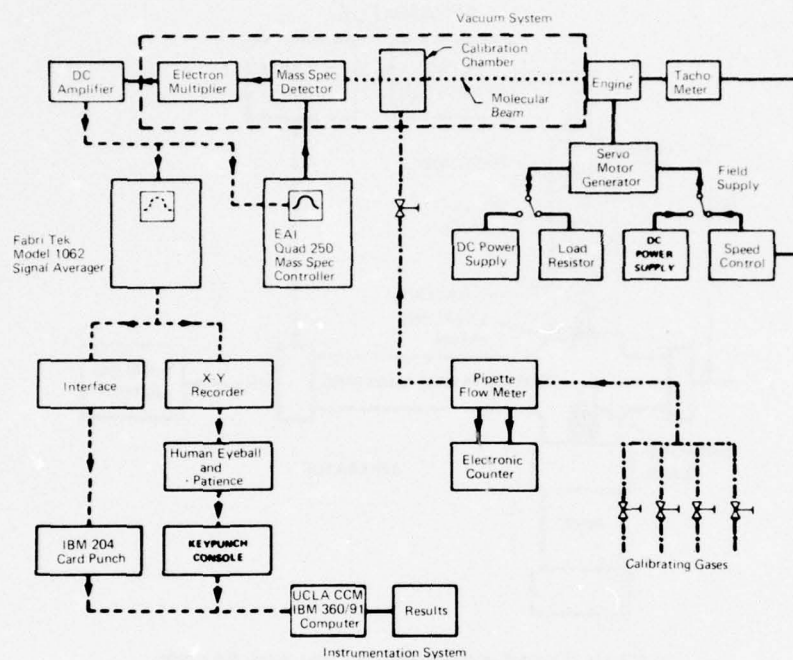 Vacuum System
Calibration
Chamber
DC
Amplifier
Electron
Multiplier
Mass Spec
Detector
Molecular
Beam
Engine
Tacho
Meter
Servo
Motor
Generator
Field
Supply
Fabri Tek
Model 1062
Signal Averager
EAI
Quad 250
Mass Spec
Controller
DC Power
Supply
Load
Resistor
DC
POWER
SUPPLY
Speed
Control
Interface
X-Y
Recorder
Pipette
Flow Meter
Human Eyeball
and
Patience
Electronic
Counter
IBM 204
Card Punch
KEYPUNCH
CONSOLE
Calibrating Gases
UCLA CCM
IBM 360/91
Computer
Results
Instrumentation System